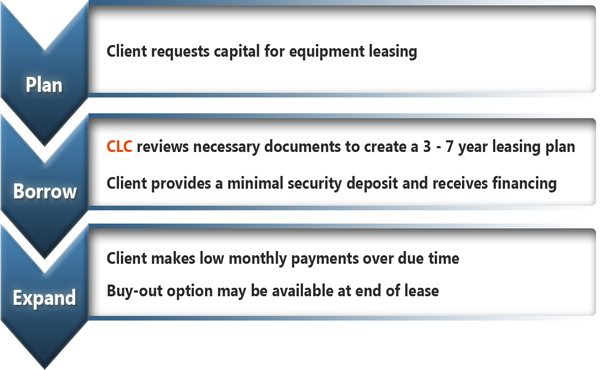 Plan
Client requests capital for equipment leasing
Borrow
CLC reviews necessary documents to create a 3 - 7 year leasing plan
Client provides a minimal security deposit and receives financing
Expand
Client makes low monthly payments over due time
Buy-out option may be available at end of lease